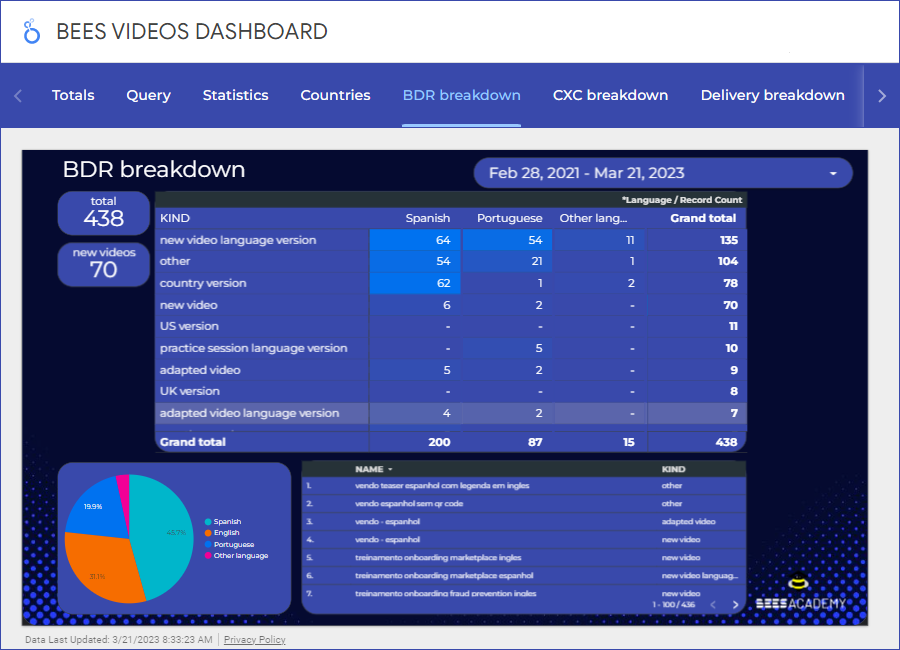 BEES VIDEOS DASHBOARD
Totals Query Statistics Countries BDR breakdown CXC breakdown Delivery breakdown
BDR breakdown
Feb 28, 2021 - Mar 21, 2023
total
438
new videos
70
*Language / Record Count
KIND Spanish Portuguese Other lang... Grand total
new video language version 64 54 11 135
other 54 21 1 104
country version 62 1 2 78
new video 6 2 - 70
US version - - - 11
practice session language version - 5 - 10
adapted video 5 2 - 9
UK version - - - 8
adapted video language version 4 2 - 7
Grand total 200 87 15 438
19.9%
45.7%
31.1%
Spanish
English
Portuguese
Other language
NAME KIND
1. vendo teaser espanhol com legenda em ingles other
2. vendo espanhol sem qr code other
3. vendo - espanhol adapted video
4. vendo - espanhol new video
5. treinamento onboarding marketplace ingles new video
6. treinamento onboarding marketplace espanhol new video languag...
7. treinamento onboarding fraud prevention ingles new video
1 - 100 / 436
BEES ACADEMY
Data Last Updated: 3/21/2023 8:33:23 AM Privacy Policy